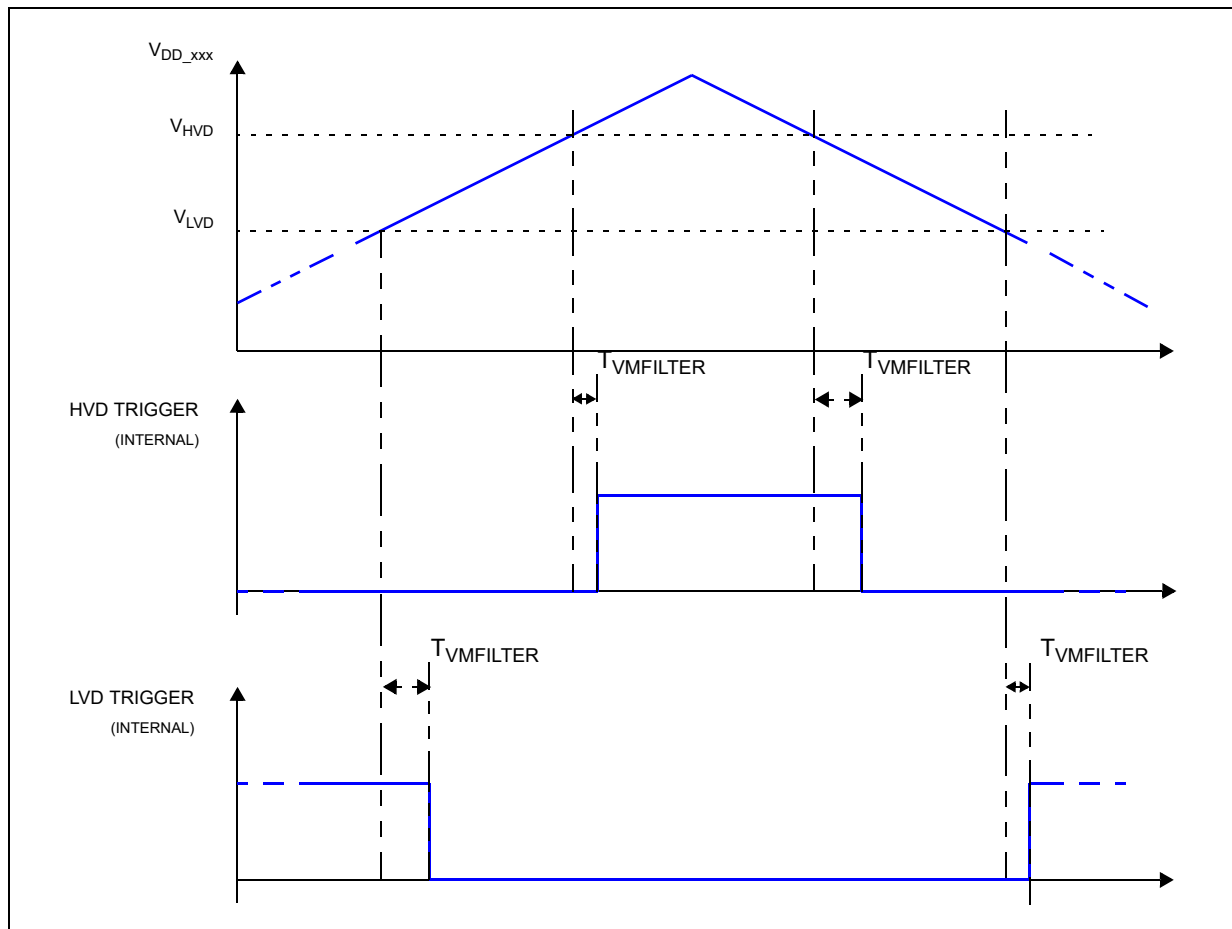 VDD_xxx
VHVD
VLVD
TVMFILTER
TVMFILTER
HVD TRIGGER
(INTERNAL)
TVMFILTER
TVMFILTER
LVD TRIGGER
(INTERNAL)